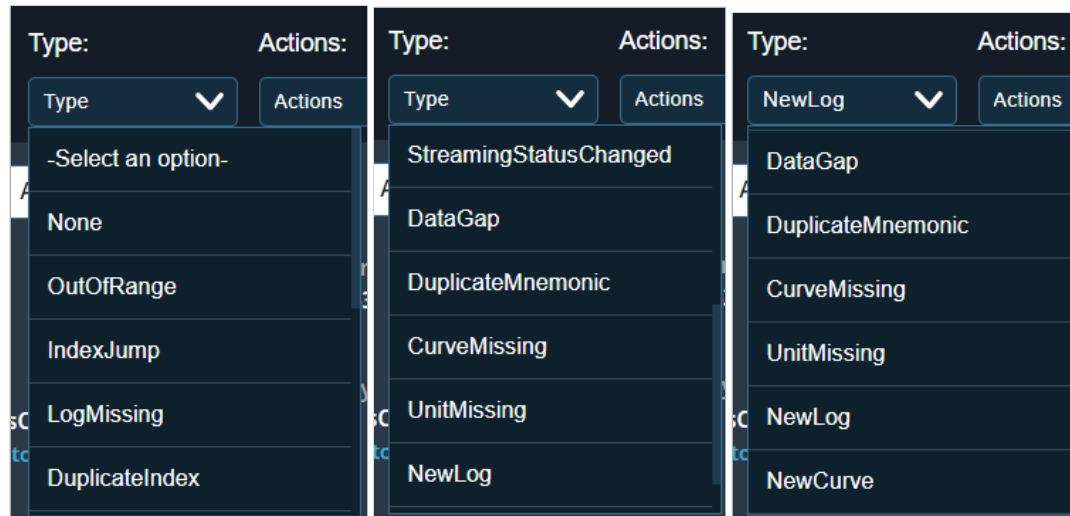 Type:
Actions:
Type
Actions
-Select an option-
None
OutOfRange
IndexJump
LogMissing
DuplicateIndex
Type:
Actions:
Type
Actions
StreamingStatusChanged
DataGap
DuplicateMnemonic
CurveMissing
UnitMissing
NewLog
Type:
Actions:
NewLog
Actions
DataGap
DuplicateMnemonic
CurveMissing
UnitMissing
NewLog
NewCurve